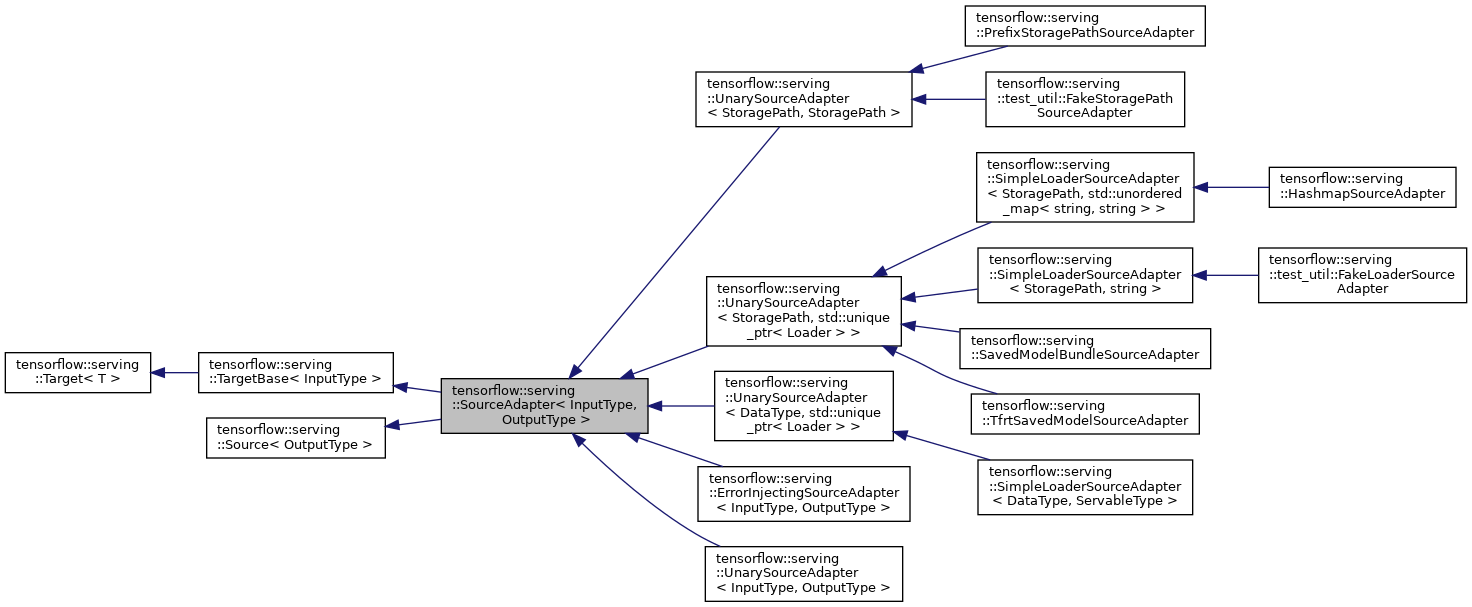 tensorflow::serving
::PrefixStoragePathSourceAdapter
tensorflow::serving
::UnarySourceAdapter
< StoragePath, StoragePath >
tensorflow::serving
::test_util::FakeStoragePath
SourceAdapter
tensorflow::serving
::SimpleLoaderSourceAdapter
< StoragePath, std::unordered
_map< string, string > >
tensorflow::serving
::HashmapSourceAdapter
tensorflow::serving
::SimpleLoaderSourceAdapter
< StoragePath, string >
tensorflow::serving
::test_util::FakeLoaderSource
Adapter
tensorflow::serving
::UnarySourceAdapter
< StoragePath, std::unique
_ptr< Loader > >
tensorflow::serving
::SavedModelBundleSourceAdapter
tensorflow::serving
::Target< T >
tensorflow::serving
::TargetBase< InputType >
tensorflow::serving
::SourceAdapter< InputType,
OutputType >
tensorflow::serving
::UnarySourceAdapter
< DataType, std::unique
_ptr< Loader > >
tensorflow::serving
::TfrtSavedModelSourceAdapter
tensorflow::serving
::Source< OutputType >
tensorflow::serving
::SimpleLoaderSourceAdapter
< DataType, ServableType >
tensorflow::serving
::ErrorInjectingSourceAdapter
< InputType, OutputType >
tensorflow::serving
::UnarySourceAdapter
< InputType, OutputType >